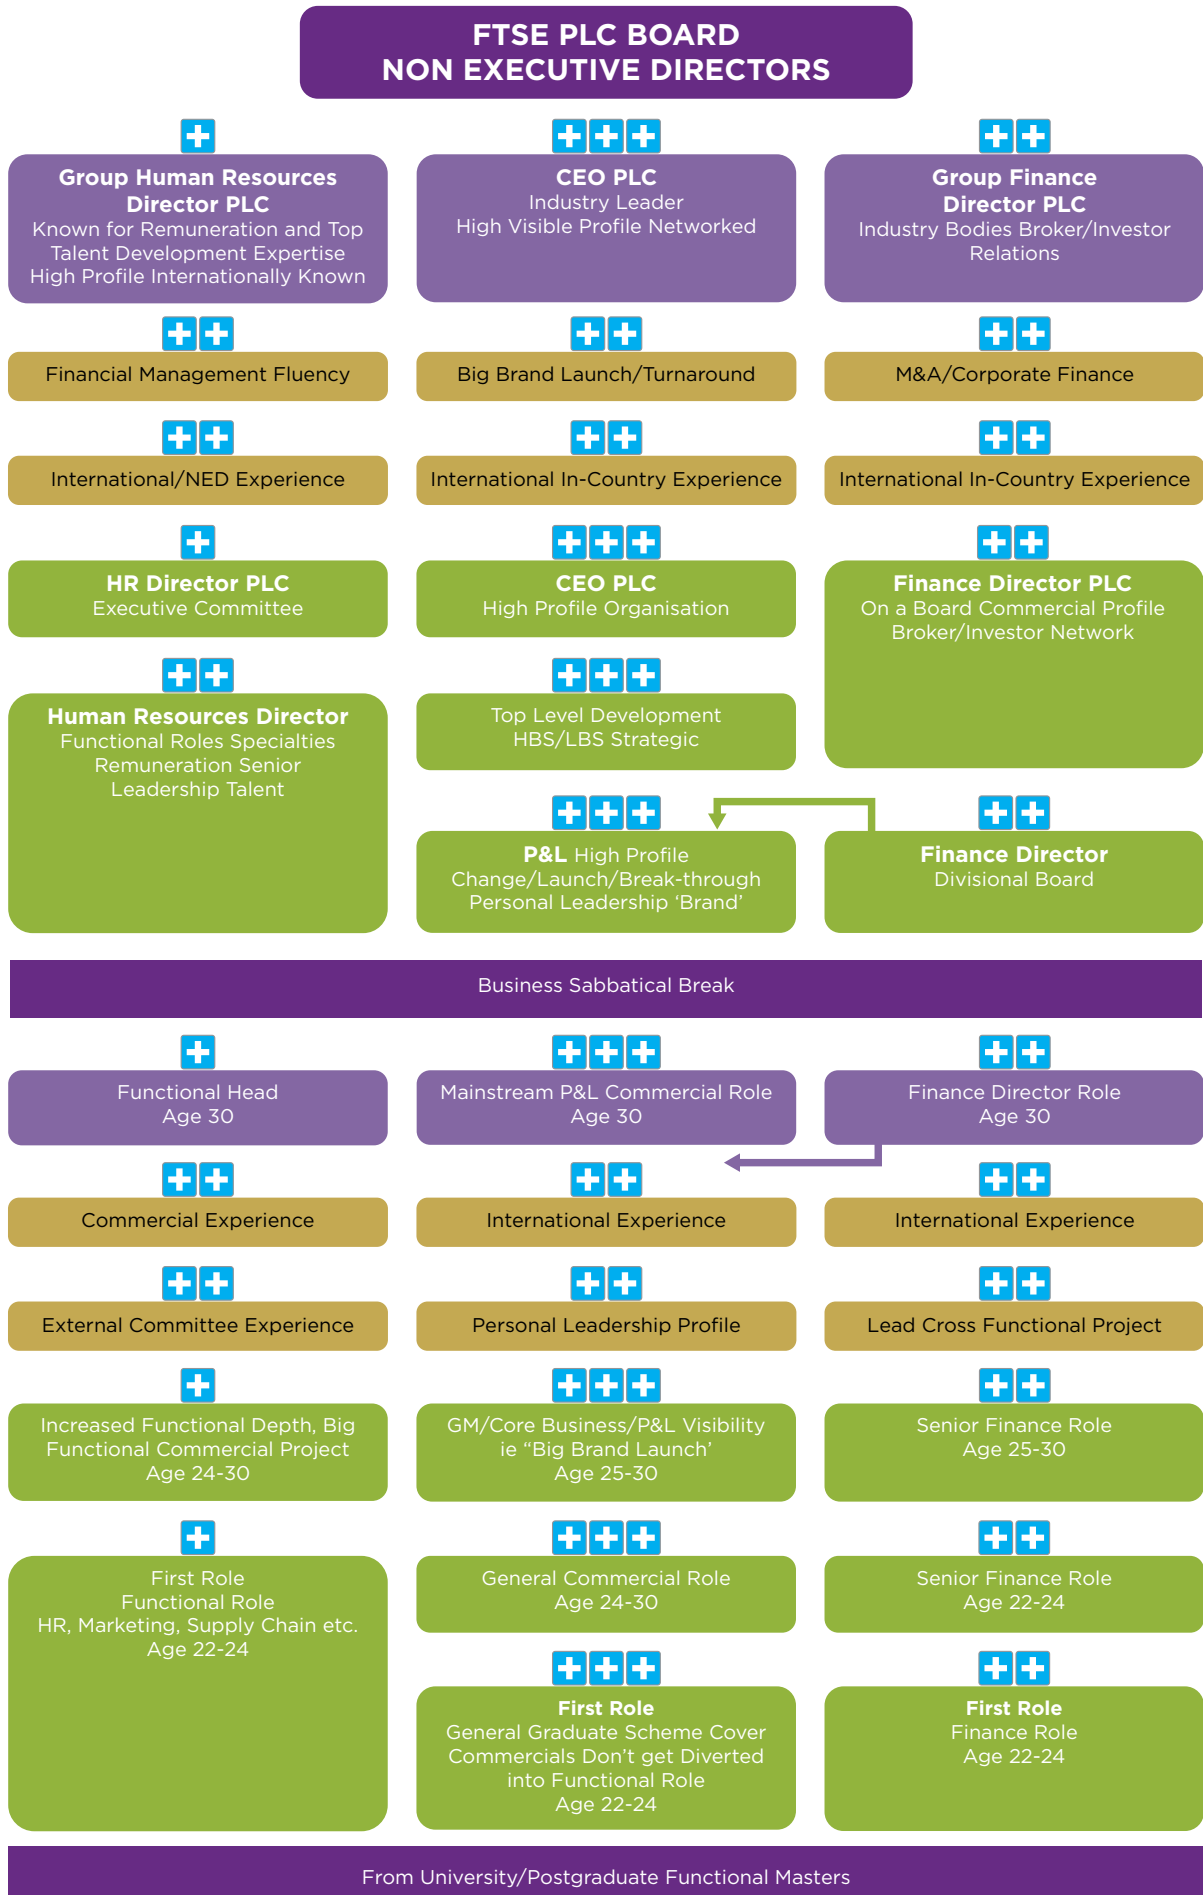 FTSE PLC BOARD
NON EXECUTIVE DIRECTORS
Group Human Resources
Director PLC
Known for Remuneration and Top
Talent Development Expertise
High Profile Internationally Known
CEO PLC
Industry Leader
High Visible Profile Networked
Group Finance
Director PLC
Industry Bodies Broker/Investor
Relations
Financial Management Fluency
Big Brand Launch/Turnaround
M&A/Corporate Finance
International/NED Experience
International In-Country Experience
International In-Country Experience
HR Director PLC
Executive Committee
CEO PLC
High Profile Organisation
Finance Director PLC
On a Board Commercial Profile
Broker/Investor Network
Human Resources Director
Functional Roles Specialties
Remuneration Senior
Leadership Talent
Top Level Development
HBS/LBS Strategic
P&L High Profile
Change/Launch/Break-through
Personal Leadership ‘Brand’
Finance Director
Divisional Board
Business Sabbatical Break
Functional Head
Age 30
Mainstream P&L Commercial Role
Age 30
Finance Director Role
Age 30
Commercial Experience
International Experience
International Experience
External Committee Experience
Personal Leadership Profile
Lead Cross Functional Project
Increased Functional Depth, Big
Functional Commercial Project
Age 24-30
GM/Core Business/P&L Visibility
ie “Big Brand Launch’
Age 25-30
Senior Finance Role
Age 25-30
First Role
Functional Role
HR, Marketing, Supply Chain etc.
Age 22-24
General Commercial Role
Age 24-30
Senior Finance Role
Age 22-24
First Role
General Graduate Scheme Cover
Commercials Don’t get Diverted
into Functional Role
Age 22-24
First Role
Finance Role
Age 22-24
From University/Postgraduate Functional Masters